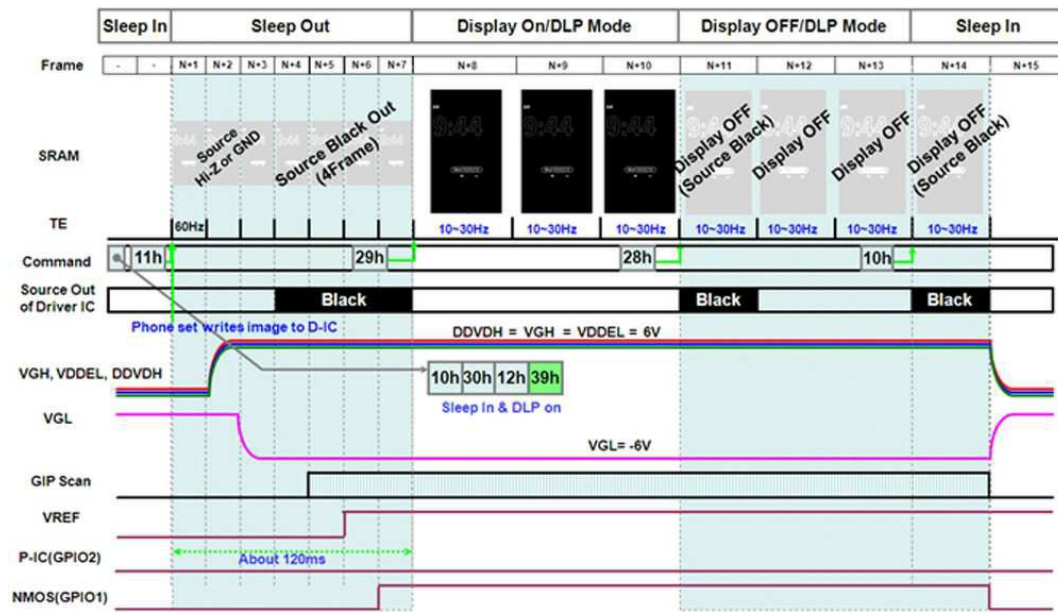 Sleep In Sleep Out Display On/DLP Mode Display OFF/DLP Mode Sleep In
Frame - - N+1 N+2 N+3 N+4 N+5 N+6 N+7 N+8 N+9 N+10 N+11 N+12 N+13 N+14 N+15
SRAM
Source
Hi-Z or GND
Source Black Out
(4Frame)
9:44 9:44 9:44
Display OFF
(Source Black)
Display OFF
Display OFF
Display OFF
(Source Black)
TE 60Hz 10~30Hz 10~30Hz 10~30Hz 10~30Hz 10~30Hz 10~30Hz 10~30Hz
Command 11h 29h 28h 10h
Source Out
of Driver IC
Black Black Black
Phone set writes image to D-IC
DDVDH = VGH = VDDEL = 6V
VGH, VDDEL, DDVDH
10h 30h 12h 39h
Sleep In & DLP on
VGL
VGL= -6V
GIP Scan
VREF
About 120ms
P-IC(GPIO2)
NMOS(GPIO1)